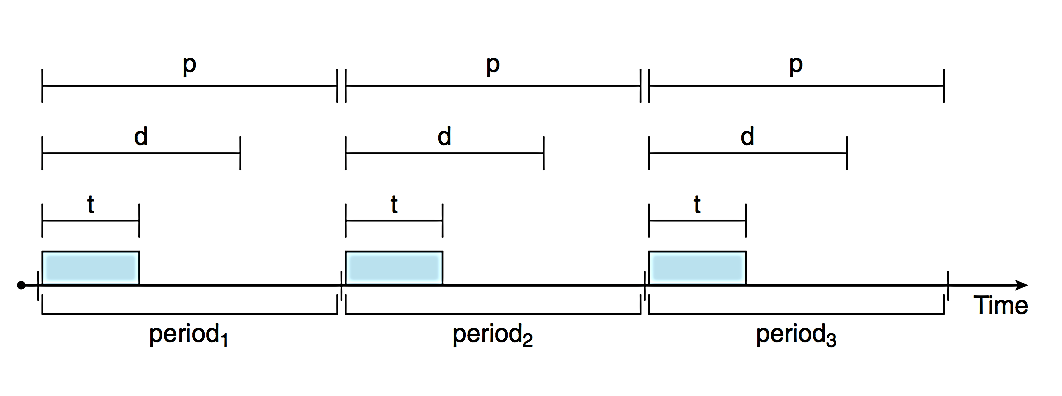 p p p
d d d
t t t
Time
period₁ period₂ period₃